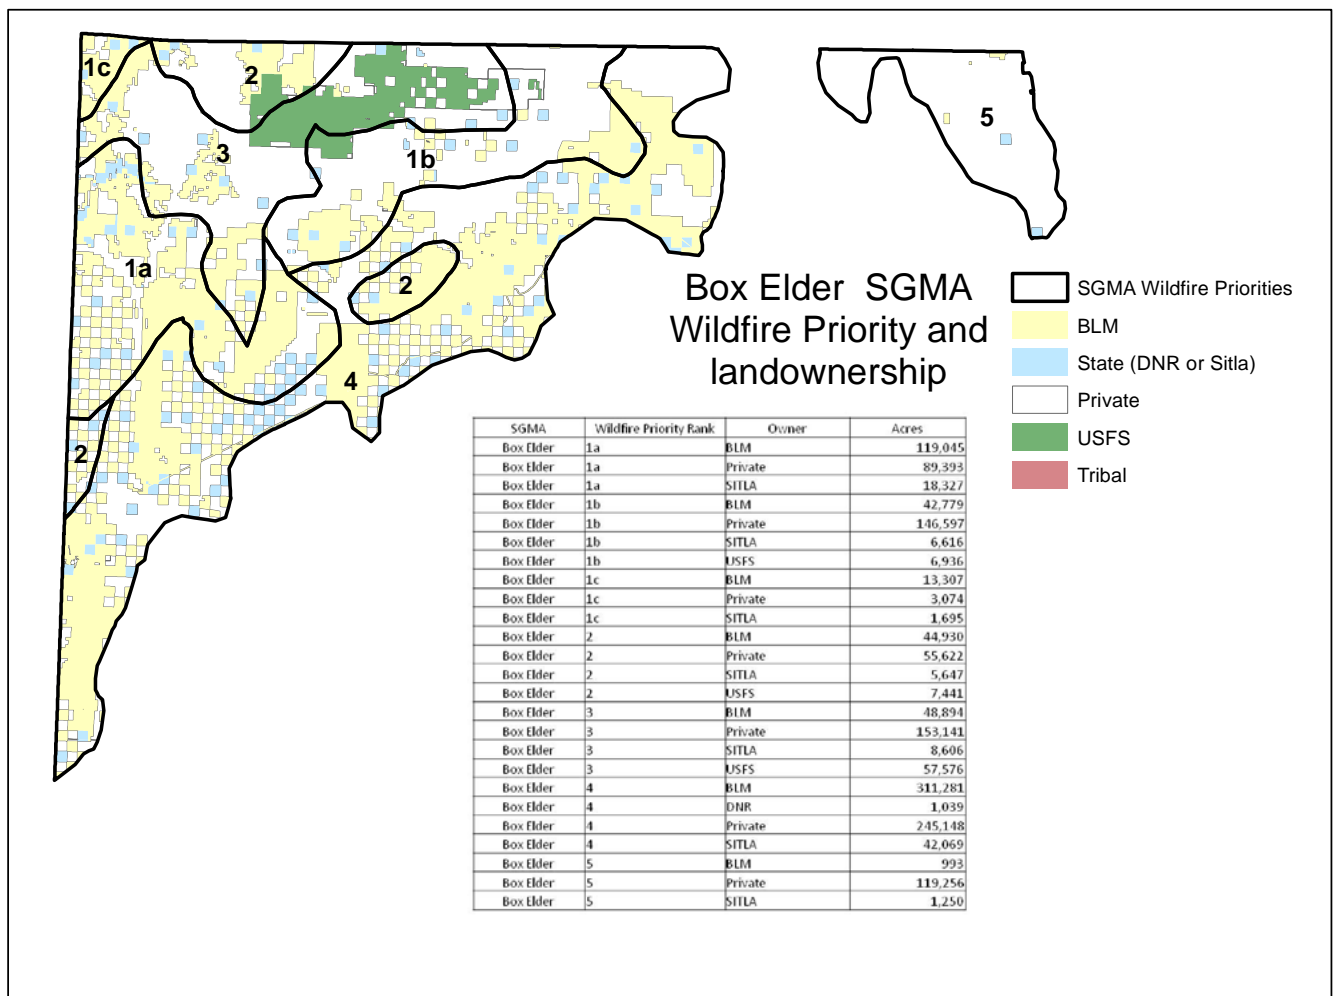 1c
2
3
1b
5
1a
2
4
2
Box Elder SGMA
Wildfire Priority and
landownership
SGMA Wildfire Priorities
BLM
State (DNR or Sitla)
Private
USFS
Tribal
SGMA Wildfire Priority Rank Owner Acres
Box Elder 1a BLM 119,045
Box Elder 1a Private 89,393
Box Elder 1a SITLA 18,327
Box Elder 1b BLM 42,779
Box Elder 1b Private 146,597
Box Elder 1b SITLA 6,616
Box Elder 1b USFS 6,936
Box Elder 1c BLM 13,307
Box Elder 1c Private 3,074
Box Elder 1c SITLA 1,695
Box Elder 2 BLM 44,930
Box Elder 2 Private 55,622
Box Elder 2 SITLA 5,647
Box Elder 2 USFS 7,441
Box Elder 3 BLM 48,894
Box Elder 3 Private 153,141
Box Elder 3 SITLA 8,606
Box Elder 3 USFS 57,576
Box Elder 4 BLM 311,281
Box Elder 4 DNR 1,039
Box Elder 4 Private 245,148
Box Elder 4 SITLA 42,069
Box Elder 5 BLM 993
Box Elder 5 Private 119,256
Box Elder 5 SITLA 1,250